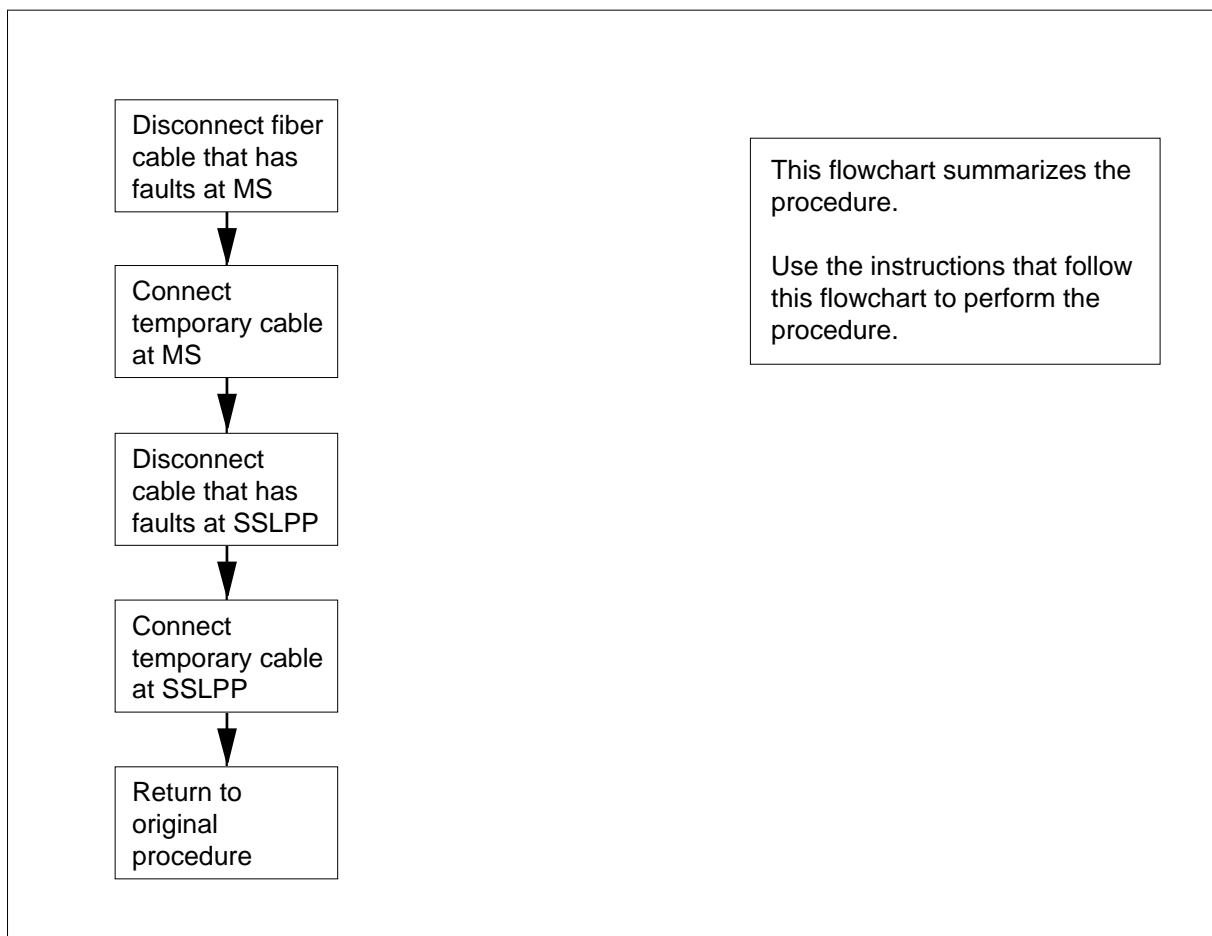 Disconnect fiber
cable that has
faults at MS
Connect
temporary cable
at MS
Disconnect
cable that has
faults at SSLPP
Connect
temporary cable
at SSLPP
Return to
original
procedure
This flowchart summarizes the
procedure.
Use the instructions that follow
this flowchart to perform the
procedure.